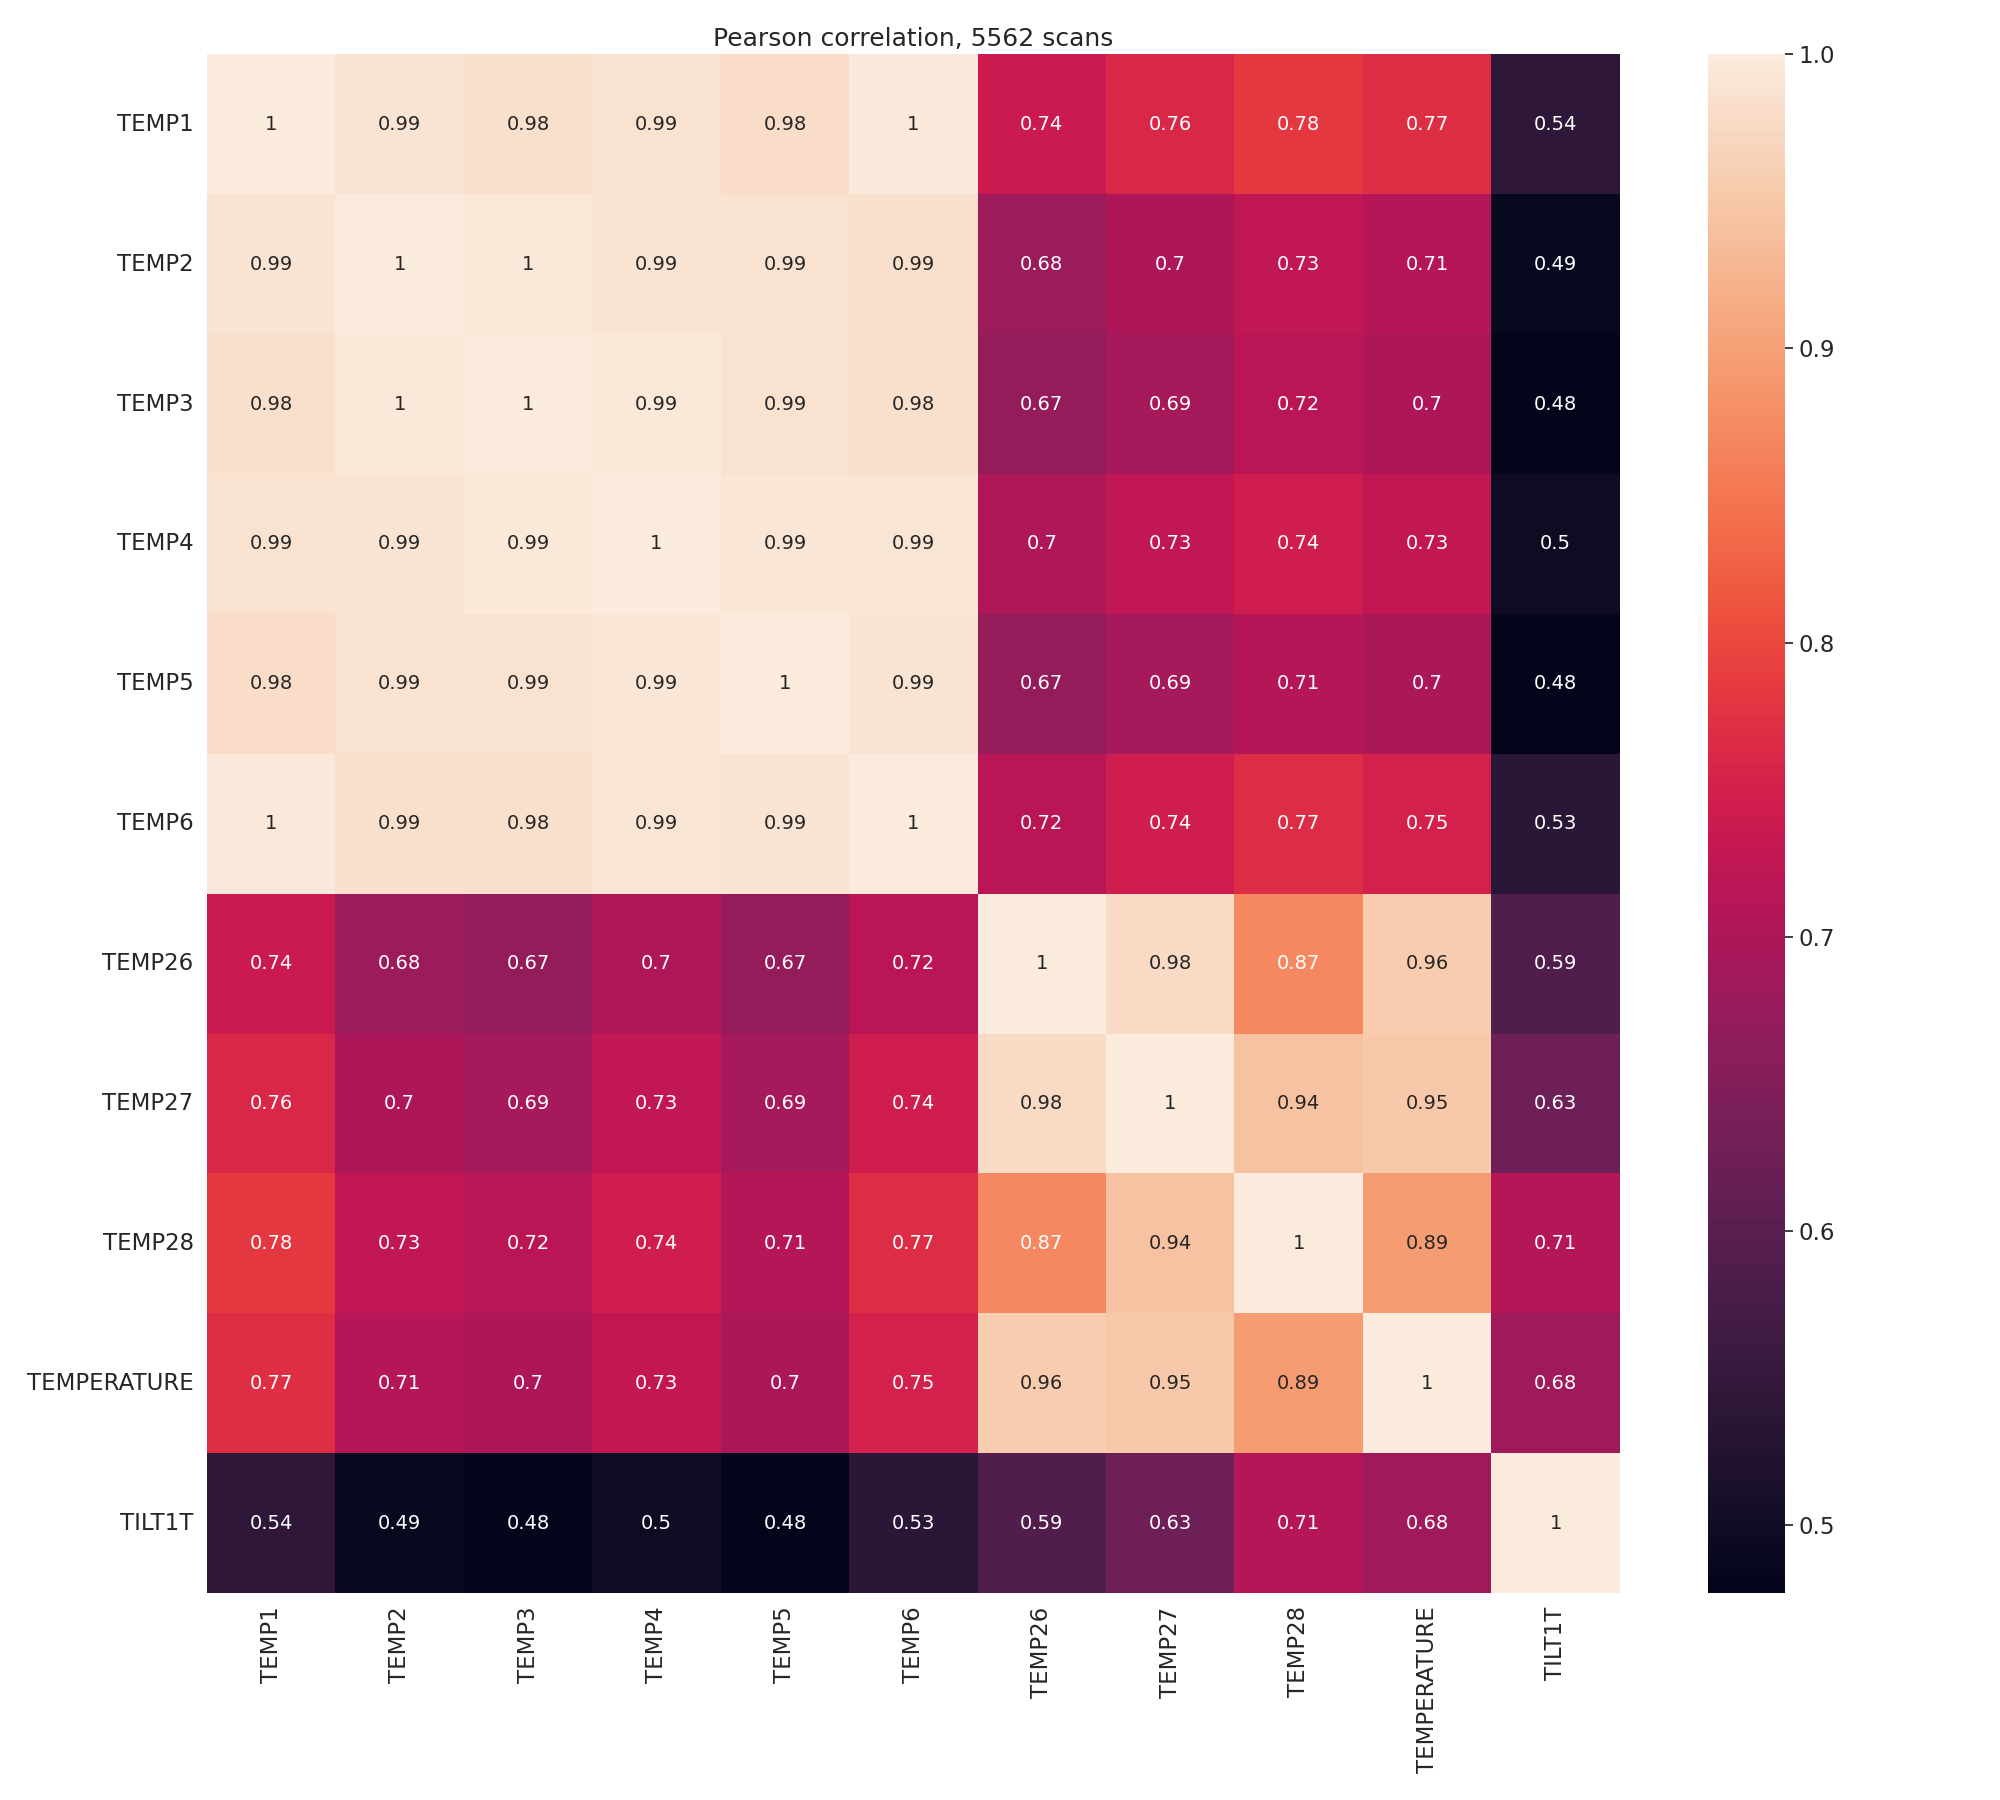 Pearson correlation, 5562 scans
TEMP1 1 0.99 0.98 0.99 0.98 1 0.74 0.76 0.78 0.77 0.54
TEMP2 0.99 1 1 0.99 0.99 0.99 0.68 0.7 0.73 0.71 0.49
TEMP3 0.98 1 1 0.99 0.99 0.98 0.67 0.69 0.72 0.7 0.48
TEMP4 0.99 0.99 0.99 1 0.99 0.99 0.7 0.73 0.74 0.73 0.5
TEMP5 0.98 0.99 0.99 0.99 1 0.99 0.67 0.69 0.71 0.7 0.48
TEMP6 1 0.99 0.98 0.99 0.99 1 0.72 0.74 0.77 0.75 0.53
TEMP26 0.74 0.68 0.67 0.7 0.67 0.72 1 0.98 0.87 0.96 0.59
TEMP27 0.76 0.7 0.69 0.73 0.69 0.74 0.98 1 0.94 0.95 0.63
TEMP28 0.78 0.73 0.72 0.74 0.71 0.77 0.87 0.94 1 0.89 0.71
TEMPERATURE 0.77 0.71 0.7 0.73 0.7 0.75 0.96 0.95 0.89 1 0.68
TILT1T 0.54 0.49 0.48 0.5 0.48 0.53 0.59 0.63 0.71 0.68 1
TEMP1 TEMP2 TEMP3 TEMP4 TEMP5 TEMP6 TEMP26 TEMP27 TEMP28 TEMPERATURE TILT1T
1.0
0.9
0.8
0.7
0.6
0.5